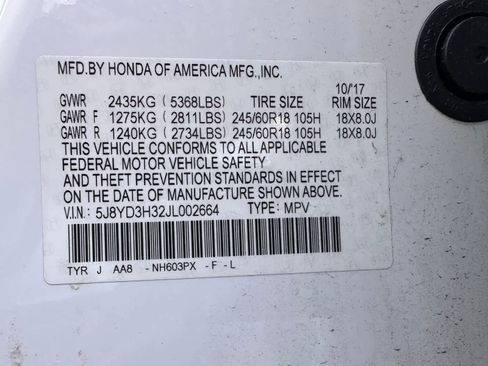 MFD.BY HONDA OF AMERICA MFG.,INC.
10/17
GVWR 2435KG (5368LBS) TIRE SIZE RIM SIZE
GAWR F 1275KG (2811LBS) 245/60R18 105H 18X8.0J
GAWR R 1240KG (2734LBS) 245/60R18 105H 18X8.0J
THIS VEHICLE CONFORMS TO ALL APPLICABLE
FEDERAL MOTOR VEHICLE SAFETY
AND THEFT PREVENTION STANDARDS IN EFFECT
ON THE DATE OF MANUFACTURE SHOWN ABOVE.
V.I.N.: 5J8YD3H32JL002664 TYPE: MPV
TYR J AA8 -NH603PX -F -L